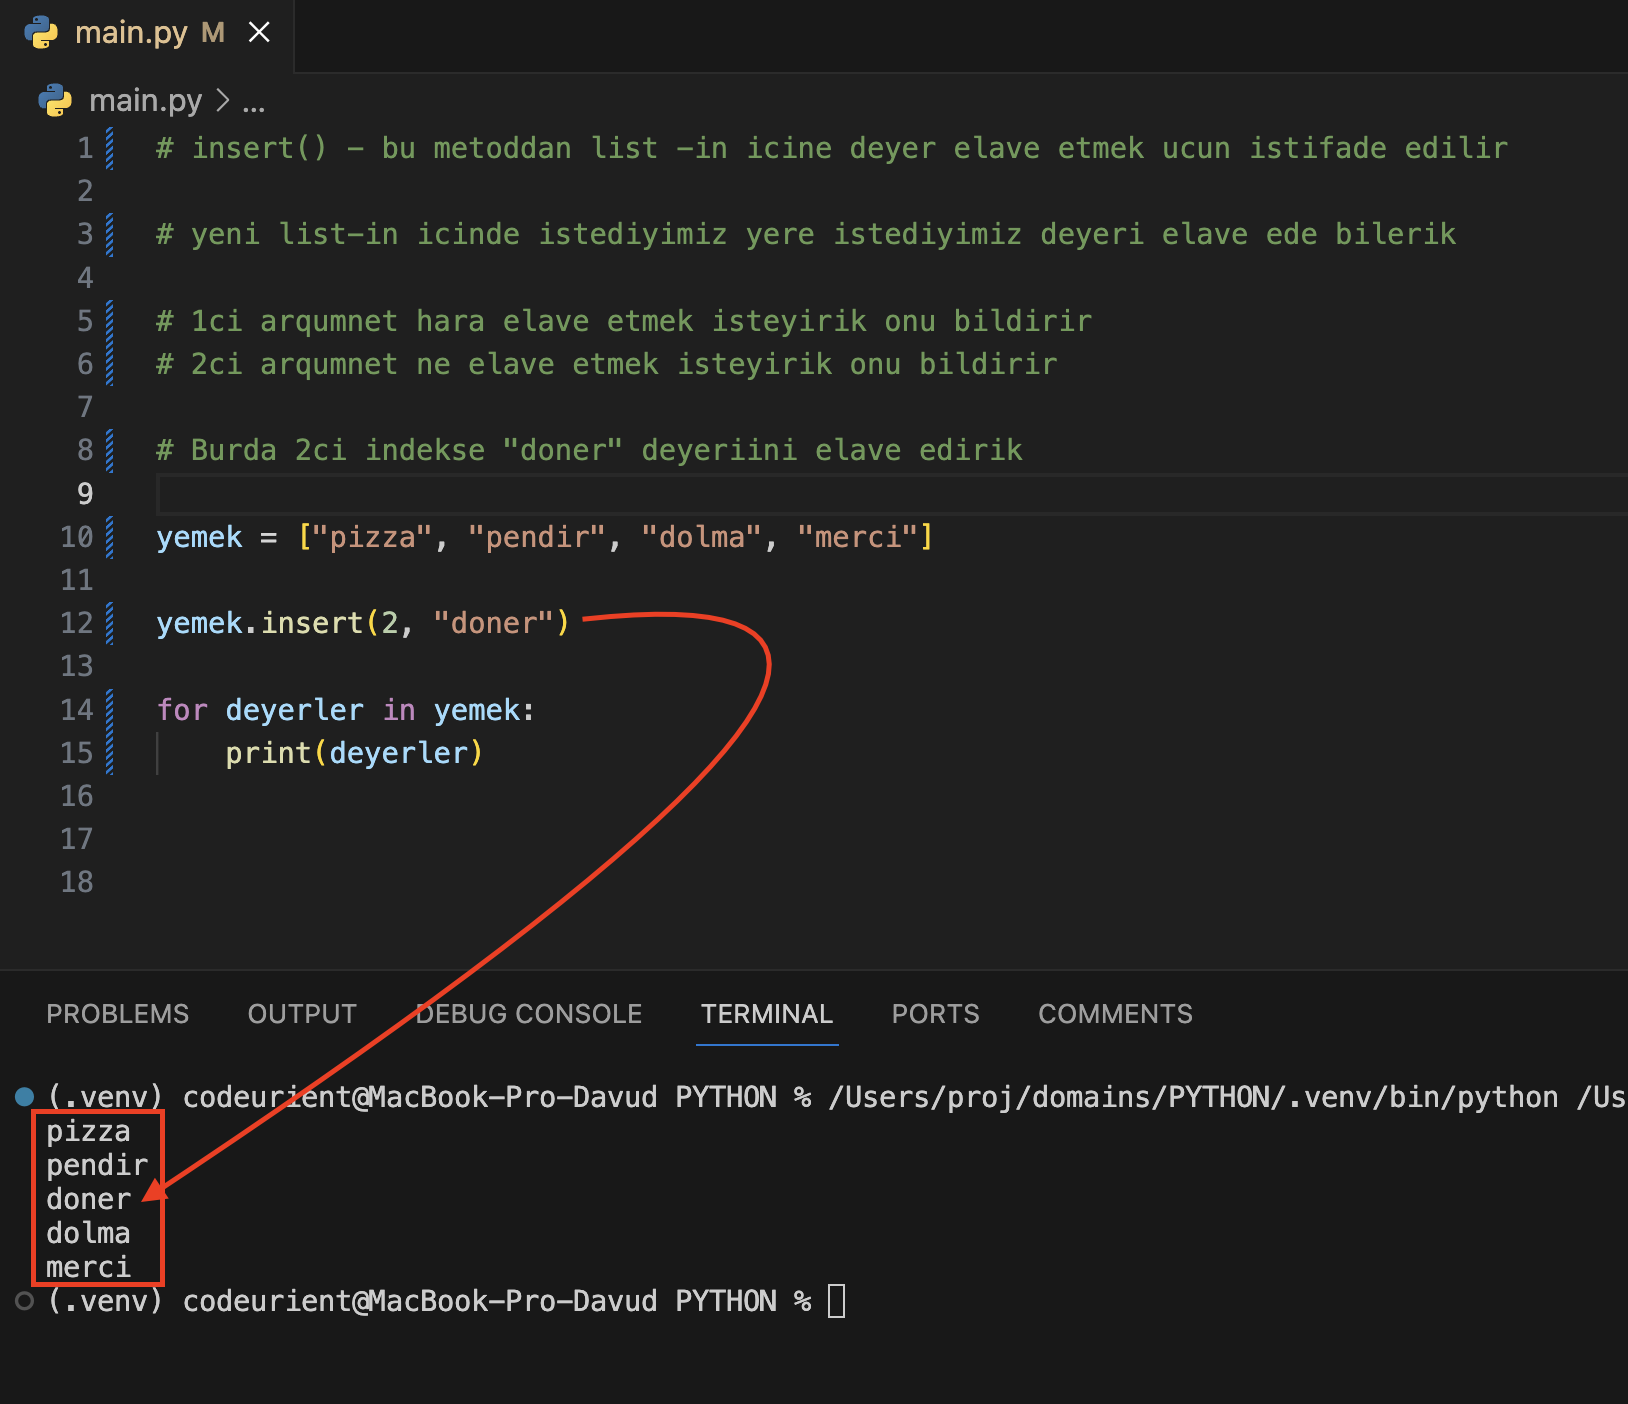 main.py M
main.py > ...
1 # insert() - bu metoddan list -in icine deyer elave etmek ucun istifade edilir
2
3 # yeni list-in icinde istediyimiz yere istediyimiz deyeri elave ede bilerik
4
5 # 1ci arqumnet hara elave etmek isteyirik onu bildirir
6 # 2ci arqumnet ne elave etmek isteyirik onu bildirir
7
8 # Burda 2ci indekse "doner" deyeriini elave edirik
9
10 yemek = ["pizza", "pendir", "dolma", "merci"]
11
12 yemek.insert(2, "doner")
13
14 for deyerler in yemek:
15 print(deyerler)
16
17
18
PROBLEMS OUTPUT DEBUG CONSOLE TERMINAL PORTS COMMENTS
(.venv) codeurient@MacBook-Pro-Davud PYTHON % /Users/proj/domains/PYTHON/.venv/bin/python /Us
pizza
pendir
doner
dolma
merci
(.venv) codeurient@MacBook-Pro-Davud PYTHON %